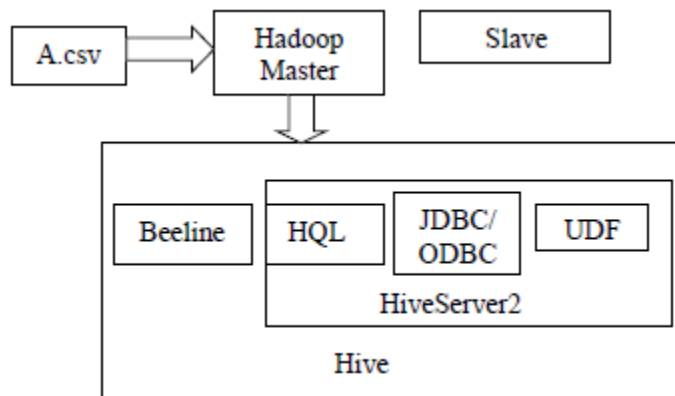 A.csv
Hadoop
Master
Slave
Beeline
HQL
JDBC/
ODBC
UDF
HiveServer2
Hive